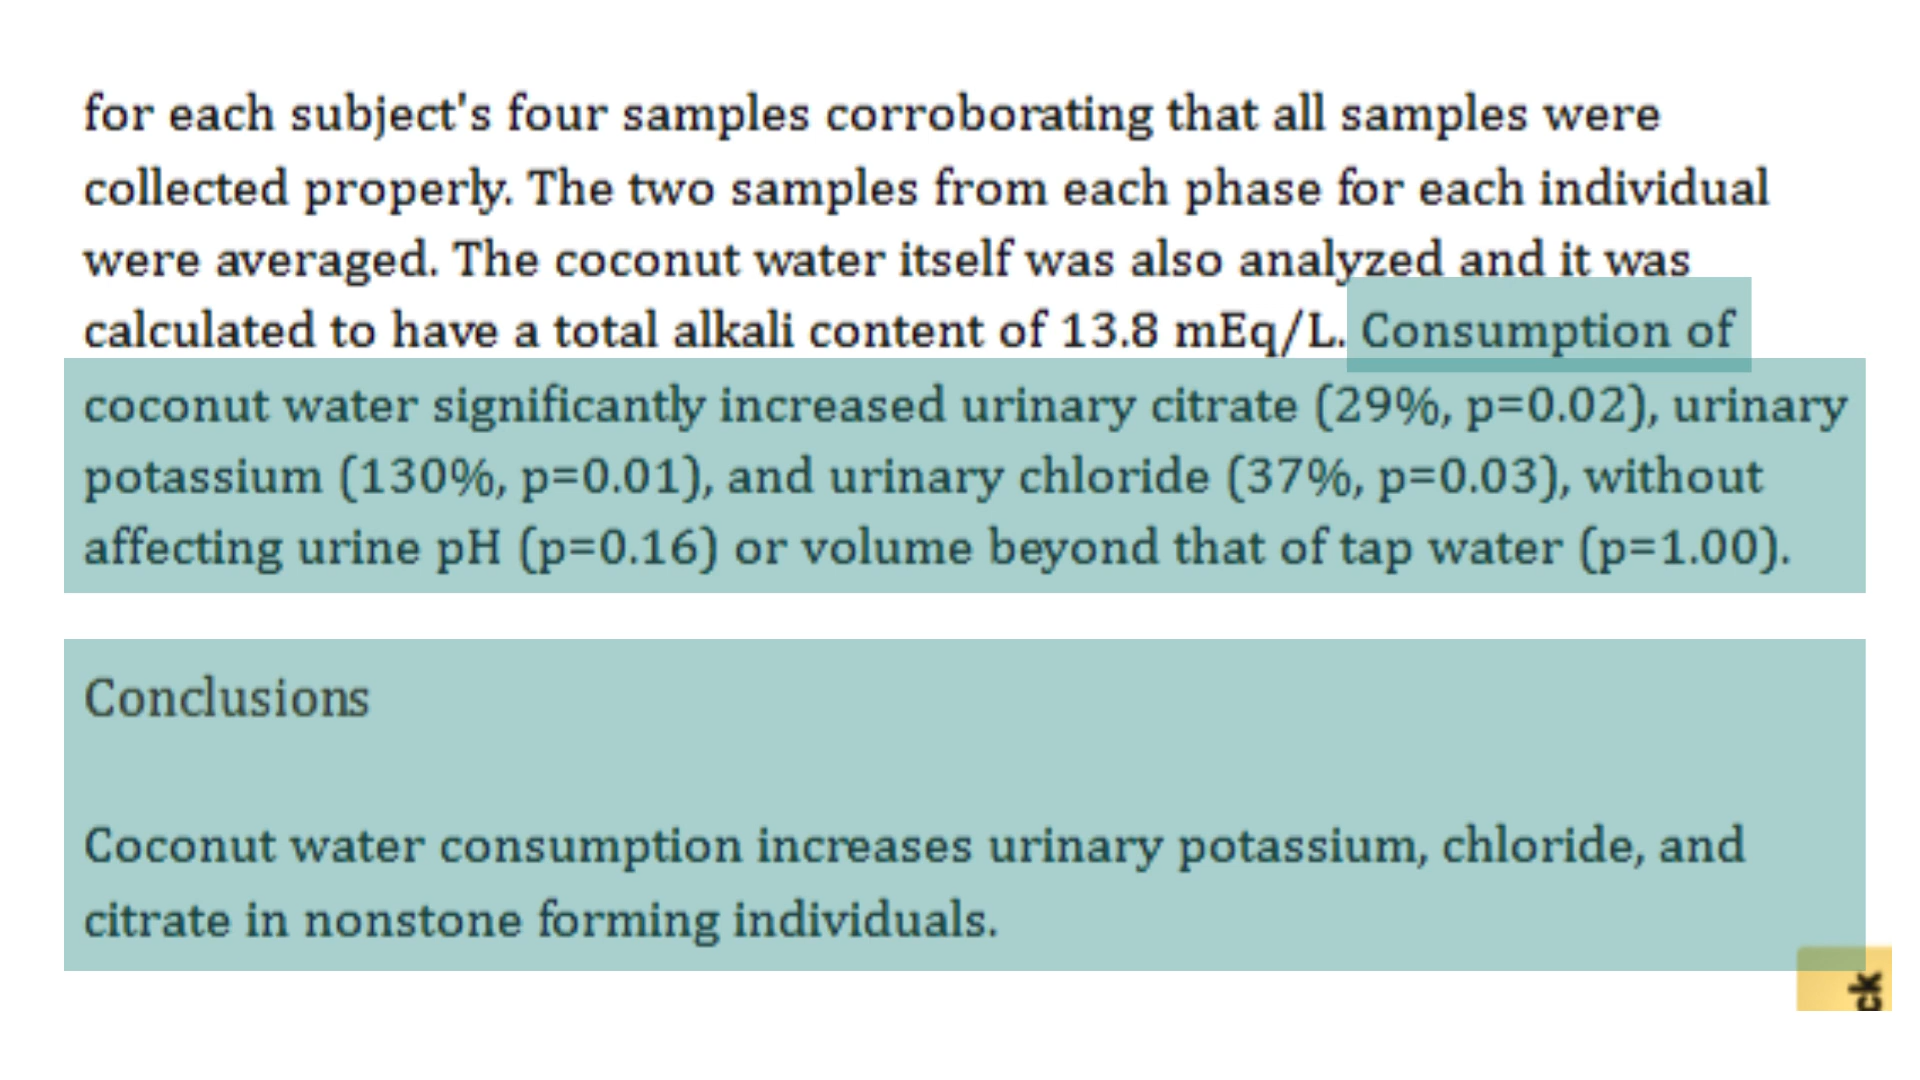 for each subject's four samples corroborating that all samples were
collected properly. The two samples from each phase for each individual
were averaged. The coconut water itself was also analyzed and it was
calculated to have a total alkali content of 13.8 mEq/L. Consumption of
coconut water significantly increased urinary citrate (29%, p=0.02), urinary
potassium (130%, p=0.01), and urinary chloride (37%, p=0.03), without
affecting urine pH (p=0.16) or volume beyond that of tap water (p=1.00).
Conclusions
Coconut water consumption increases urinary potassium, chloride, and
citrate in nonstone forming individuals.
ck